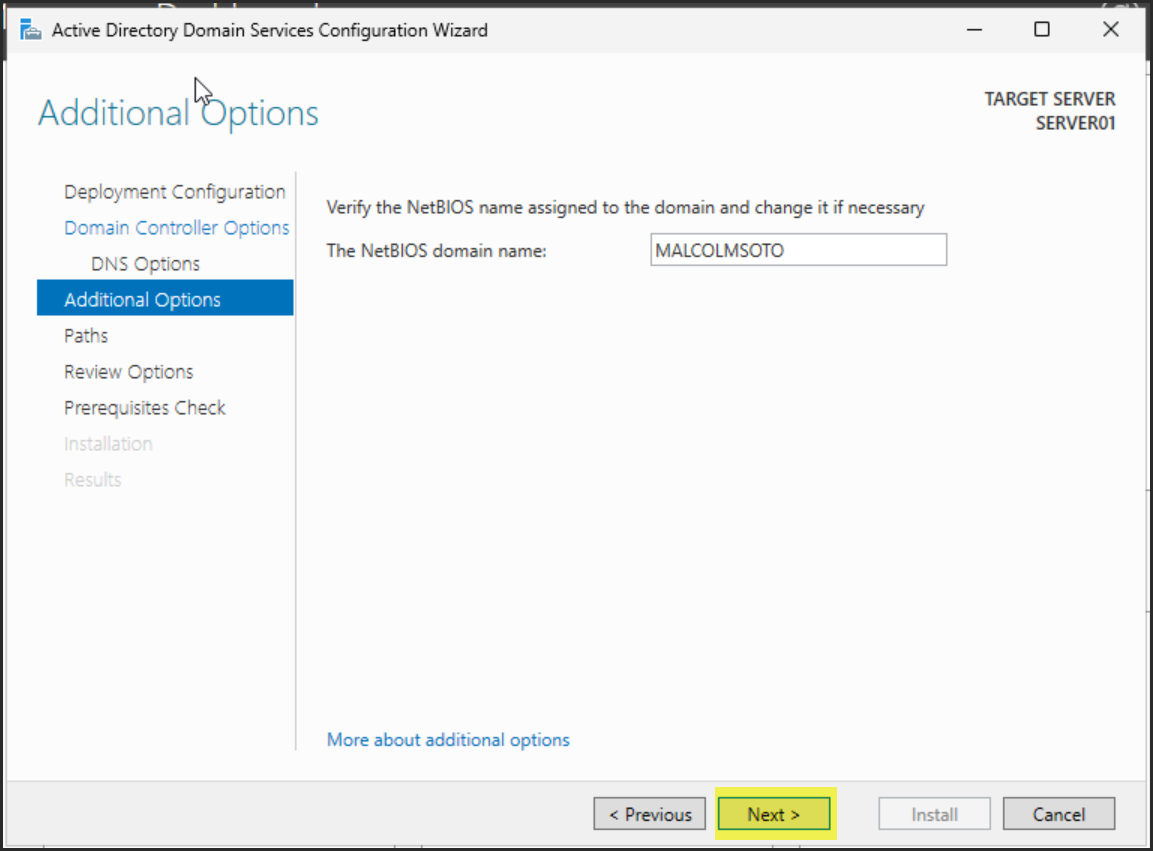 Active Directory Domain Services Configuration Wizard
Additional Options
TARGET SERVER
SERVER01
Deployment Configuration
Domain Controller Options
DNS Options
Additional Options
Paths
Review Options
Prerequisites Check
Installation
Results
Verify the NetBIOS name assigned to the domain and change it if necessary
The NetBIOS domain name: MALCOLMSOTO
More about additional options
< Previous Next > Install Cancel